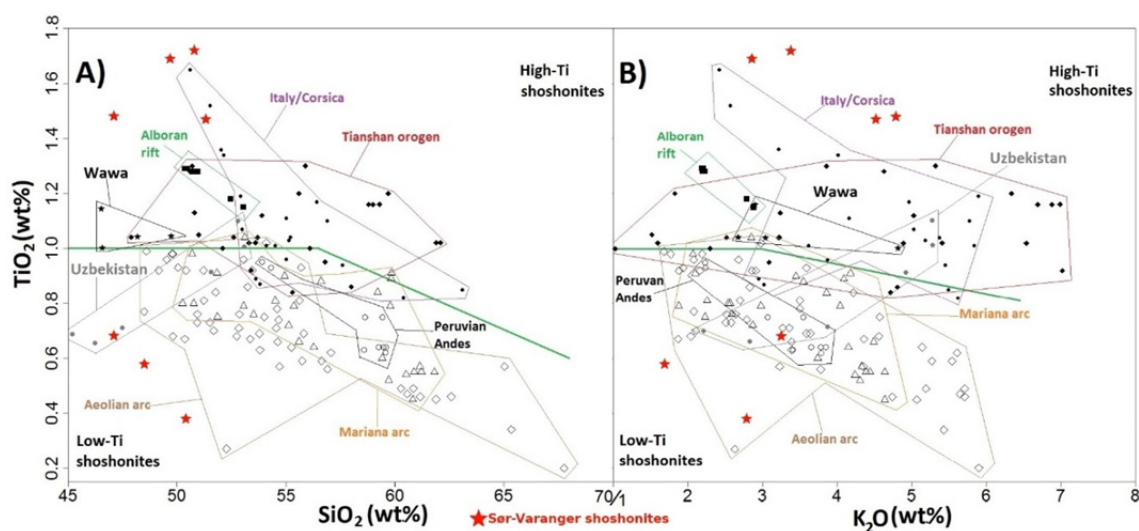 1.8
1.6
1.4
1.2
1.0
0.8
0.6
0.4
0.2
TiO2 (wt%)
A)
High-Ti
shoshonites
Italy/Corsica
Alboran
rift
Tianshan orogen
Wawa
Uzbekistan
Peruvian
Andes
Aeolian arc
Mariana arc
Low-Ti
shoshonites
45 50 55 60 65 70/1
SiO2 (wt%)
B)
High-Ti
shoshonites
Italy/Corsica
Alboran
rift
Tianshan orogen
Uzbekistan
Wawa
Peruvan
Andes
Mariana arc
Aeolian arc
Low-Ti
shoshonites
2 3 4 5 6 7 8
K2O (wt%)
Sør-Varanger shoshonites